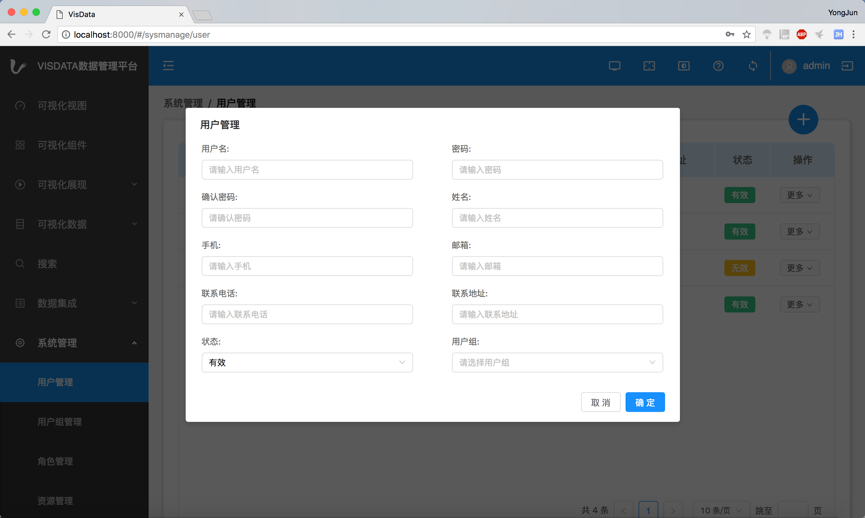 VisData
YongJun
localhost:8000/#/sysmanage/user
ABP
JH
VISDATA数据管理平台
admin
可视化视图
可视化组件
可视化展现
可视化数据
搜索
数据集成
系统管理
用户管理
用户组管理
角色管理
资源管理
系统管理 / 用户管理
址 状态 操作
有效 更多
有效 更多
无效 更多
有效 更多
用户管理
用户名: 密码:
请输入用户名 请输入密码
确认密码: 姓名:
请确认密码 请输入姓名
手机: 邮箱:
请输入手机 请输入邮箱
联系电话: 联系地址:
请输入联系电话 请输入联系地址
状态: 用户组:
有效 请选择用户组
取 消 确 定
共 4 条 < 1 > 10 条/页 跳至 页